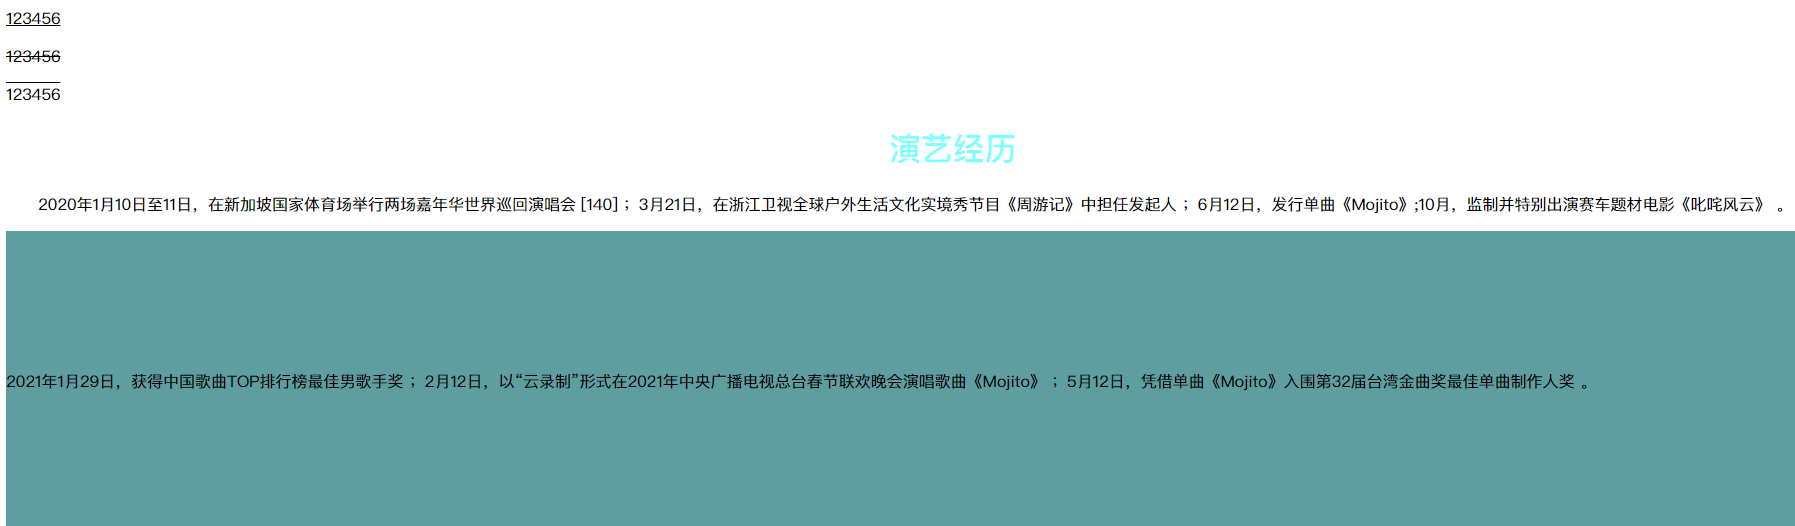 123456
123456
123456
演艺经历
2020年1月10日至11日，在新加坡国家体育场举行两场嘉年华世界巡回演唱会 [140] ；3月21日，在浙江卫视全球户外生活文化实境秀节目《周游记》中担任发起人 ；6月12日，发行单曲《Mojito》;10月，监制并特别出演赛车题材电影《叱咤风云》 。
2021年1月29日，获得中国歌曲TOP排行榜最佳男歌手奖 ；2月12日，以“云录制”形式在2021年中央广播电视总台春节联欢晚会演唱歌曲《Mojito》 ；5月12日，凭借单曲《Mojito》入围第32届台湾金曲奖最佳单曲制作人奖 。